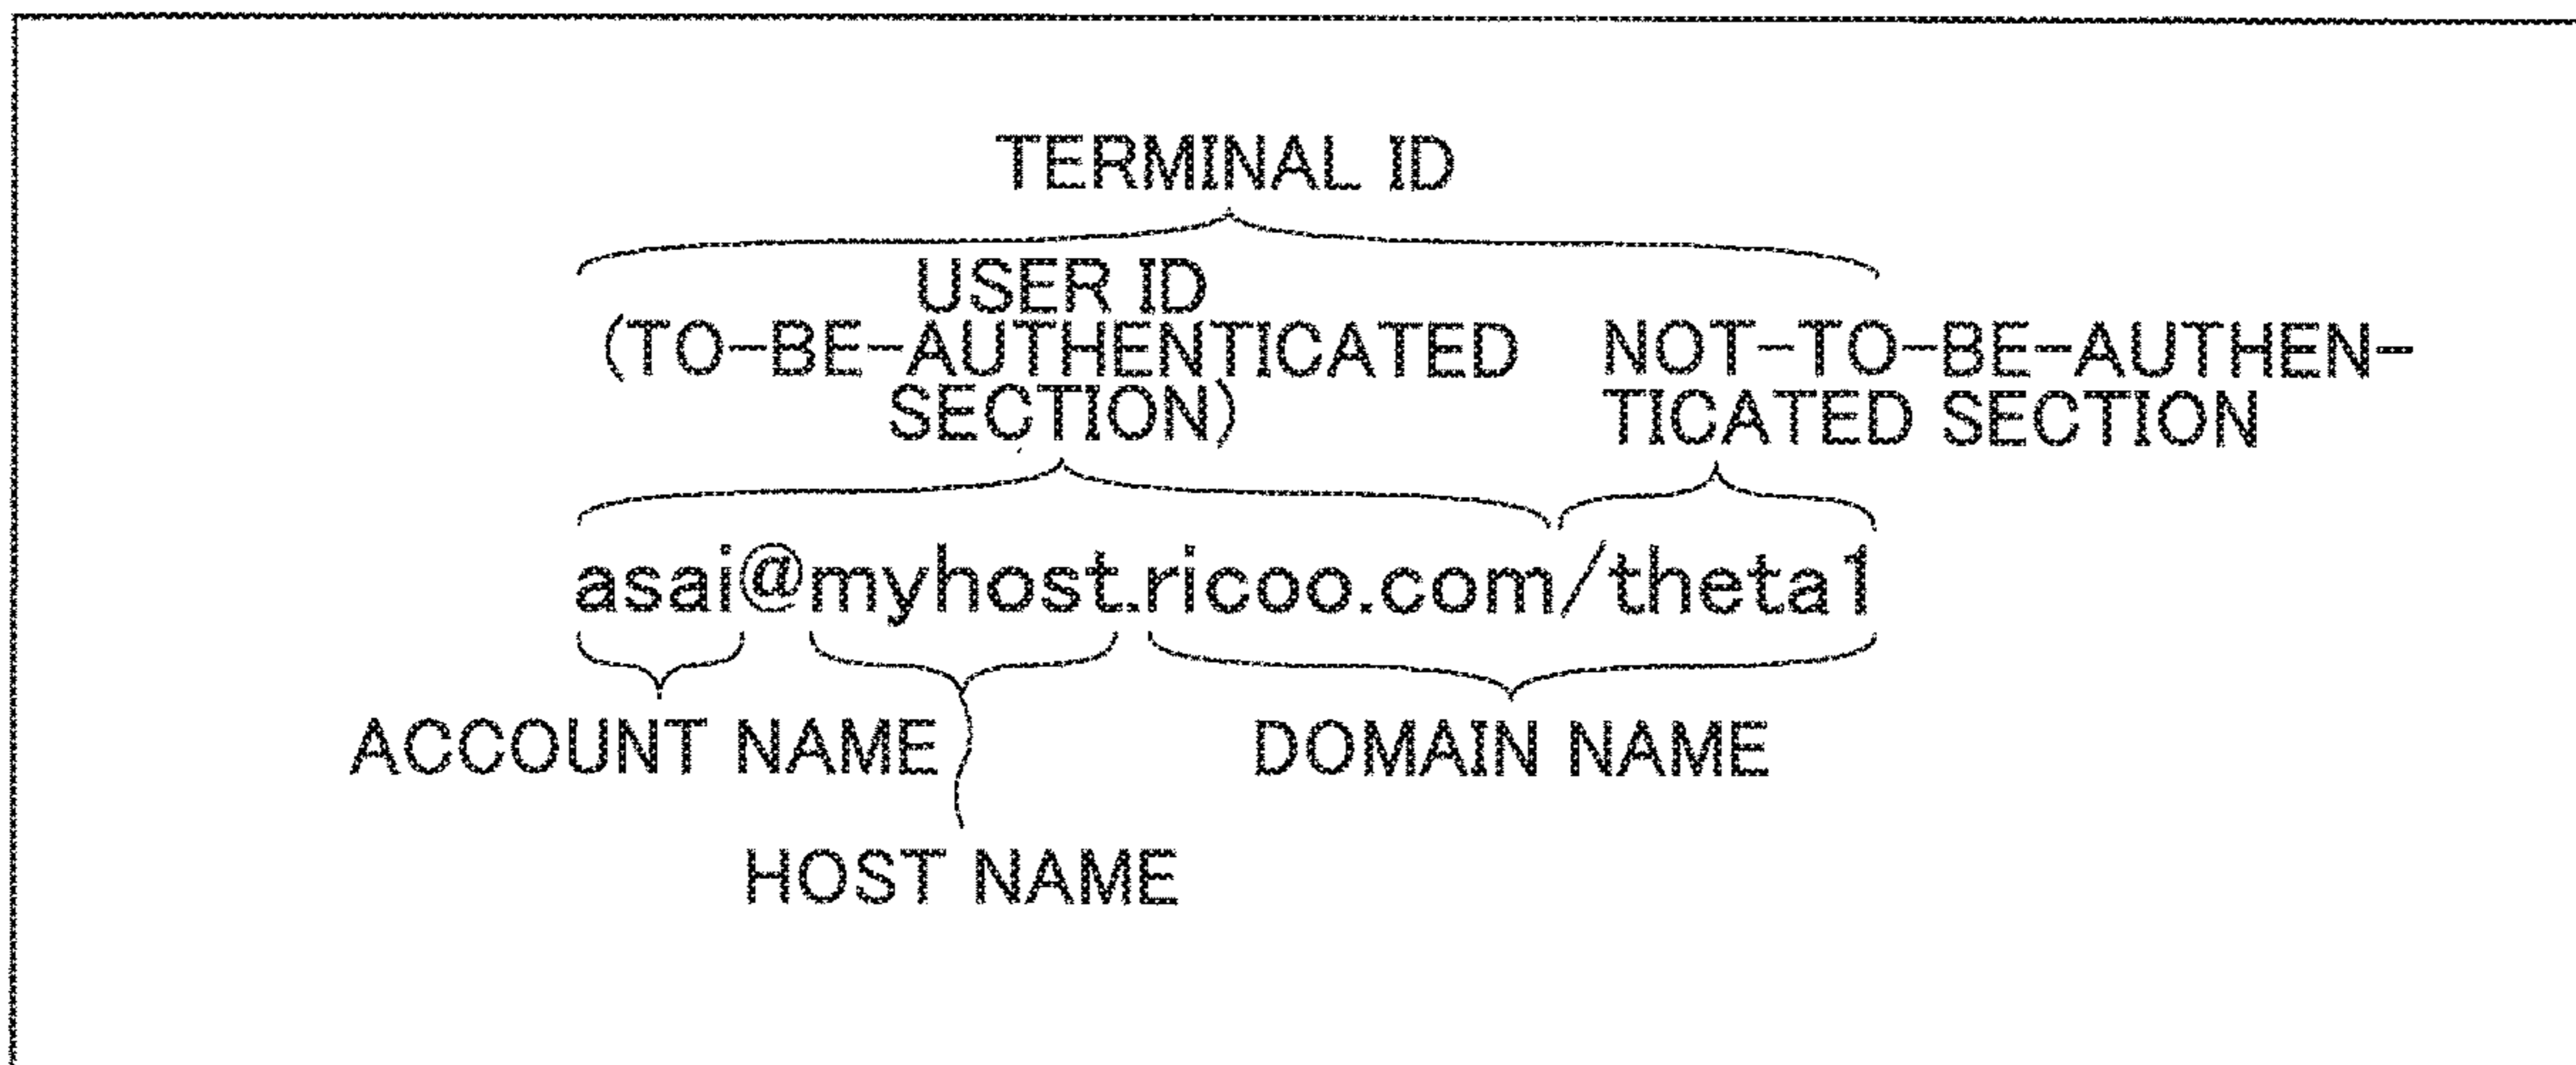 TERMINAL ID
USER ID
(TO-BE-AUTHENTICATED
SECTION)
NOT-TO-BE-AUTHEN-
TICATED SECTION
asai@myhost.ricoo.com/theta1
ACCOUNT NAME
DOMAIN NAME
HOST NAME